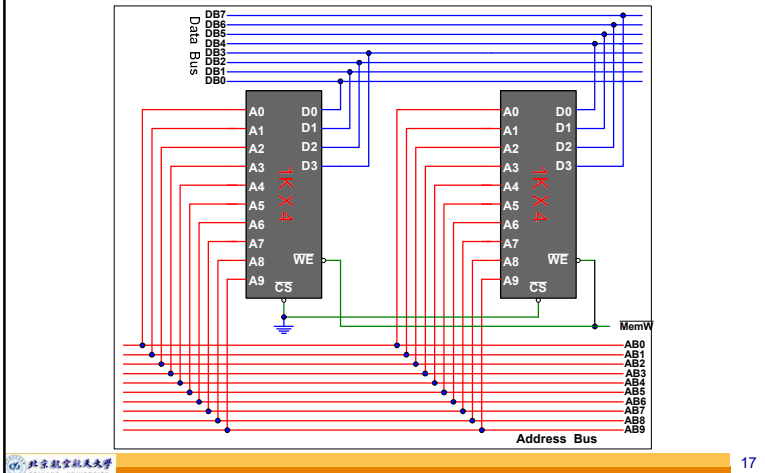 DB7
DB6
DB5
DB4
DB3
DB2
DB1
DB0
Data Bus
A0 D0
A1 D1
A2 D2
A3 D3
A4
A5
A6
A7
A8 WE
A9
CS
1K X 4
A0 D0
A1 D1
A2 D2
A3 D3
A4
A5
A6
A7
A8 WE
A9
CS
1K X 4
MemW
AB0
AB1
AB2
AB3
AB4
AB5
AB6
AB7
AB8
AB9
Address Bus
北京航空航天大学
17